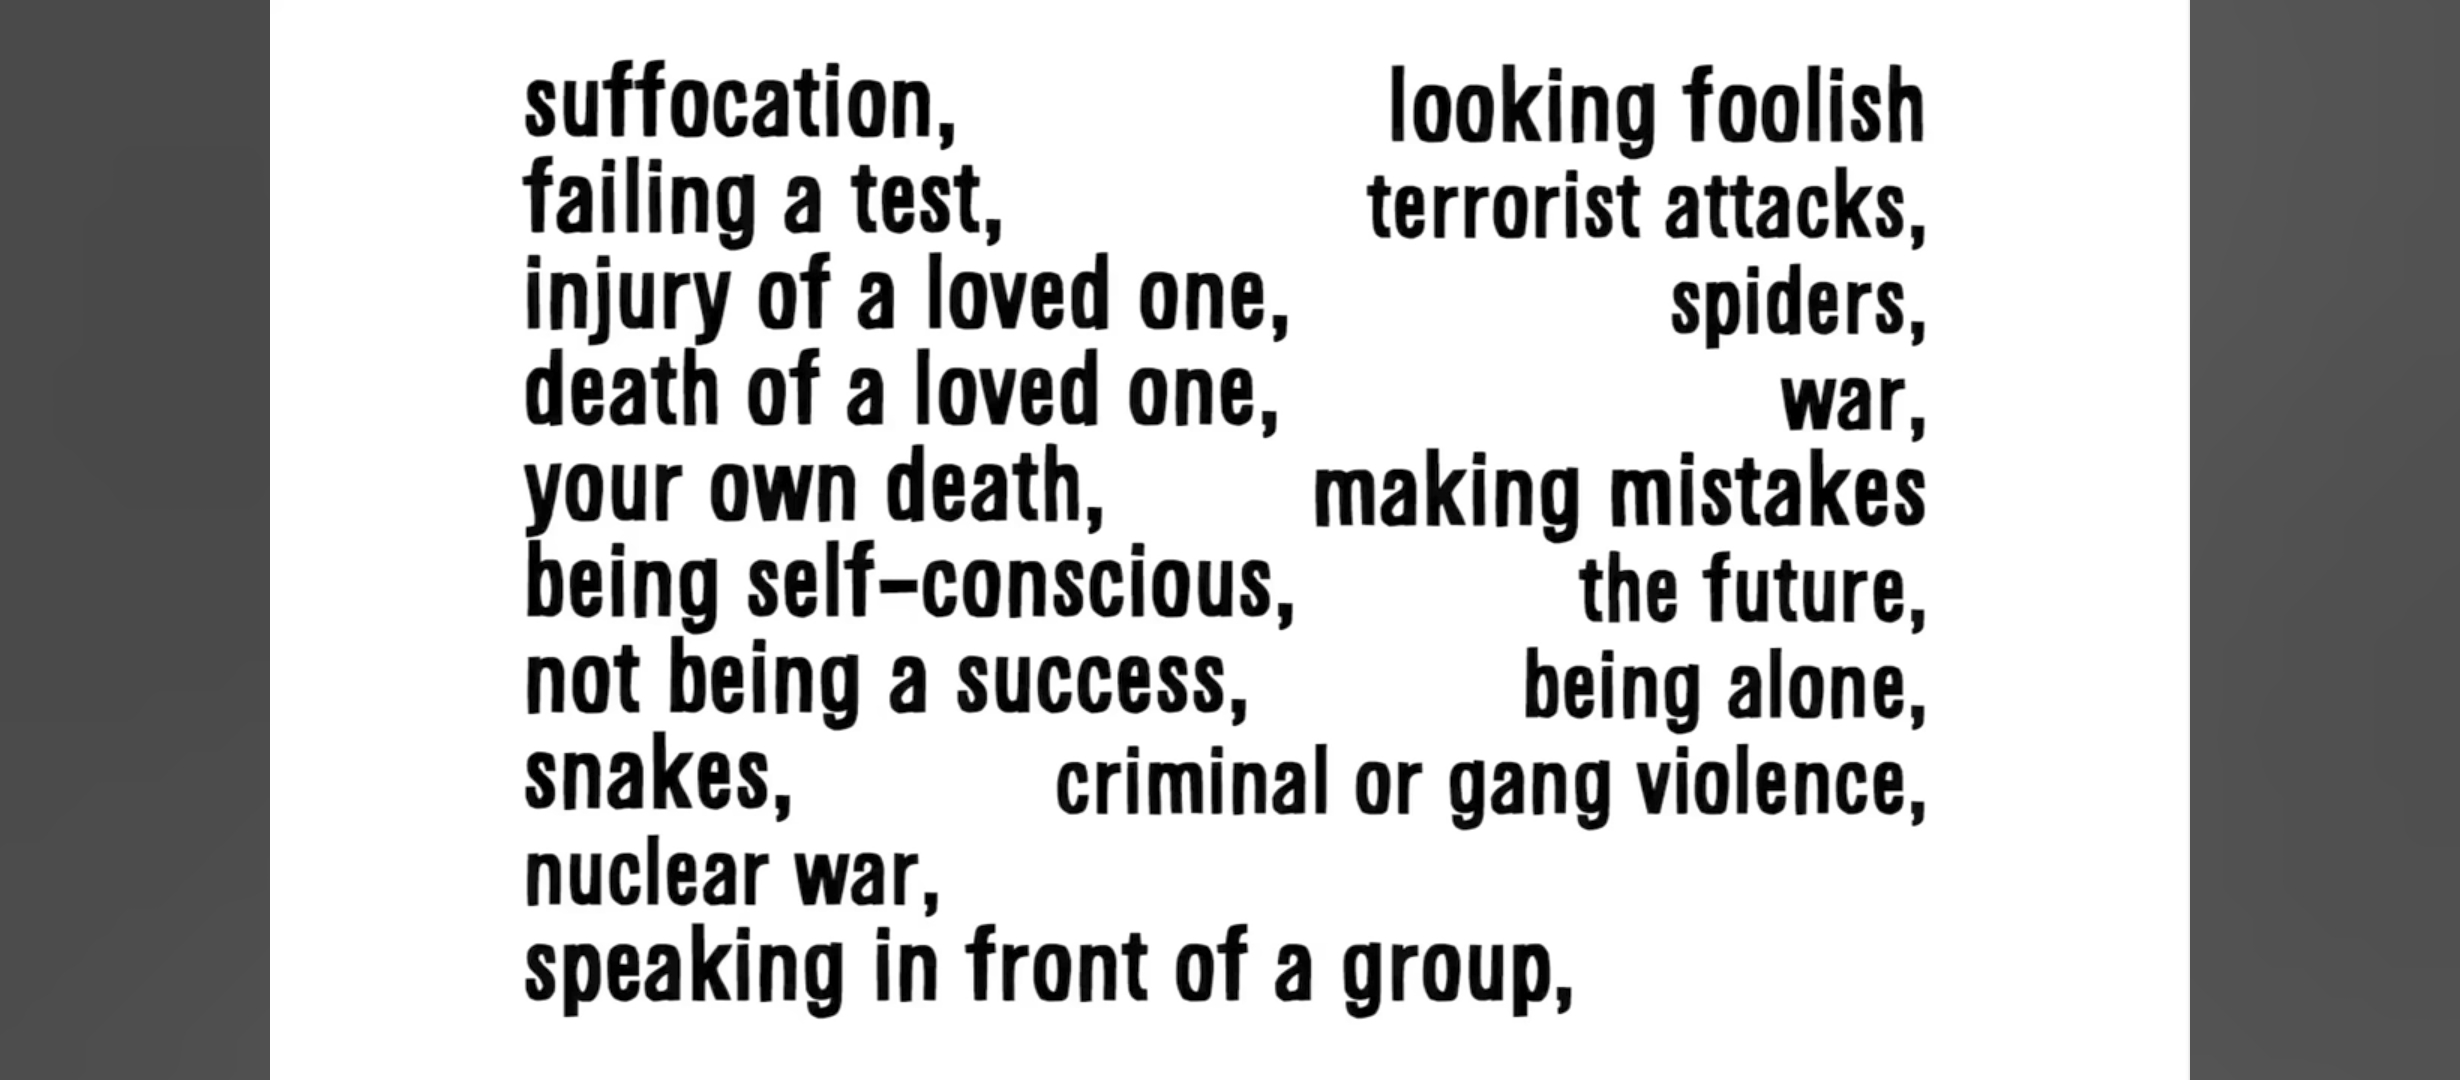 suffocation,
failing a test,
injury of a loved one,
death of a loved one,
your own death,
being self-conscious,
not being a success,
snakes,
nuclear war,
speaking in front of a group,
looking foolish
terrorist attacks,
spiders,
war,
making mistakes
the future,
being alone,
criminal or gang violence,